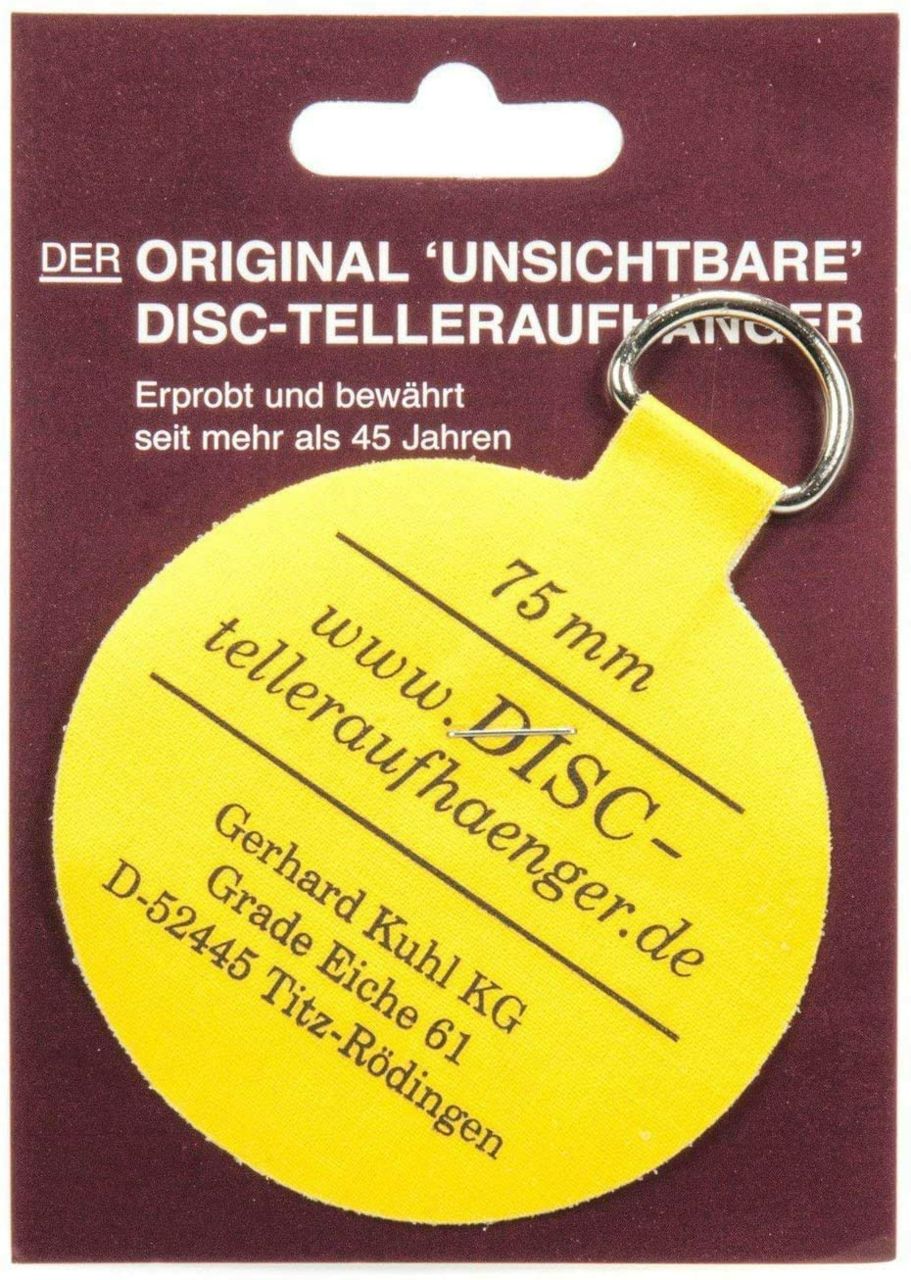 DER ORIGINAL ‘UNSICHTBARE’
DISC-TELLERAUFHÄNGER
Erprobt und bewährt
seit mehr als 45 Jahren
75 mm
www.DISC-
telleraufhaenger.de
Gerhard Kuhl KG
Grade Eiche 61
D-52445 Titz-Rödingen